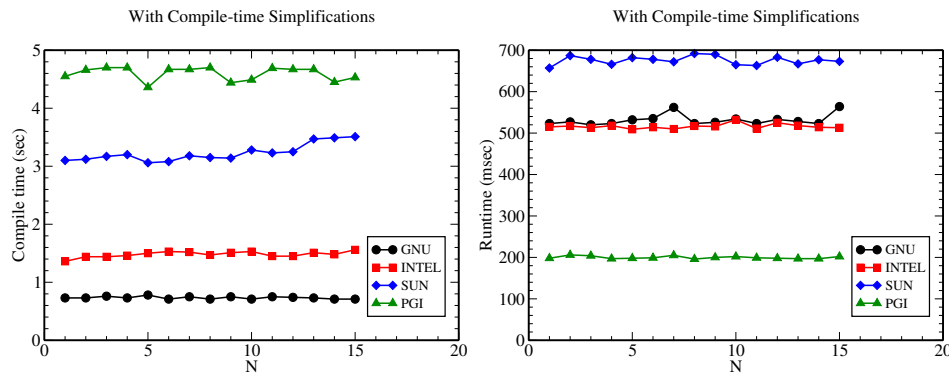 With Compile-time Simplifications
5
4
3
2
1
0
Compile time (sec)
0
5
10
15
20
N
GNU
INTEL
SUN
PGI
With Compile-time Simplifications
700
600
500
400
300
200
100
0
Runtime (msec)
0
5
10
15
20
N
GNU
INTEL
SUN
PGI